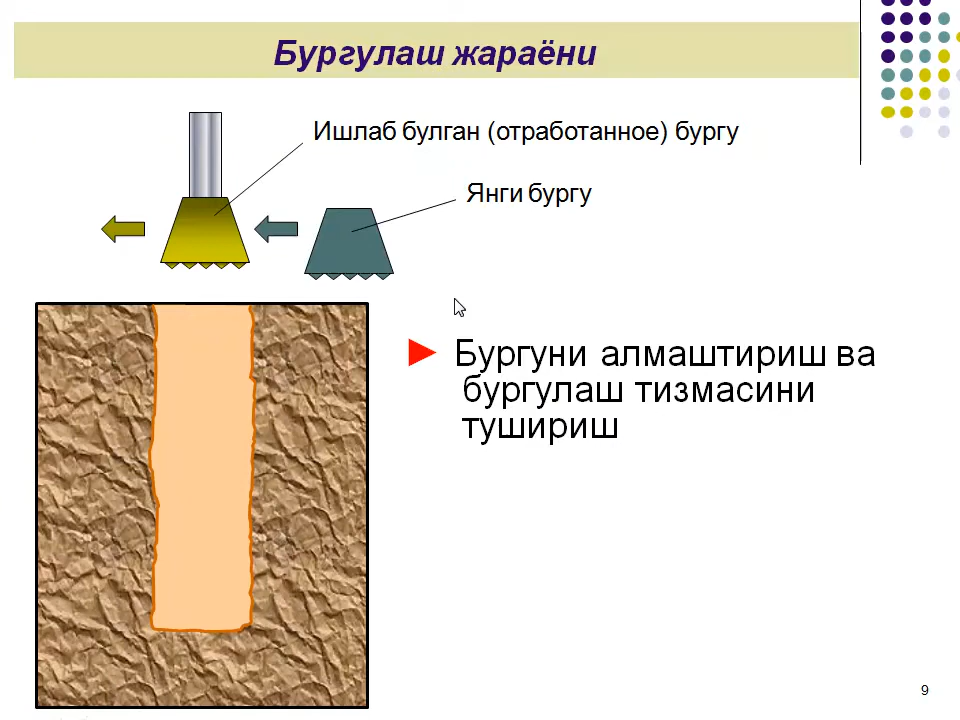 Бургулаш жараёни
Ишлаб булган (отработанное) бургу
Янги бургу
► Бургуни алмаштириш ва
бургулаш тизмасини
тушириш
9